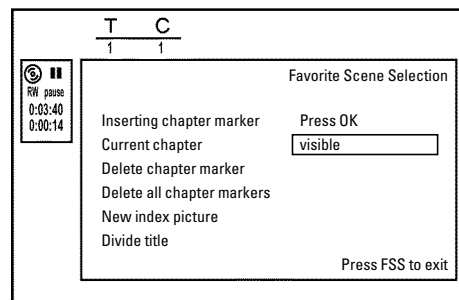 T C
1 1
RW pause
0:03:40
0:00:14
Favorite Scene Selection
Inserting chapter marker Press OK
Current chapter visible
Delete chapter marker
Delete all chapter markers
New index picture
Divide title
Press FSS to exit